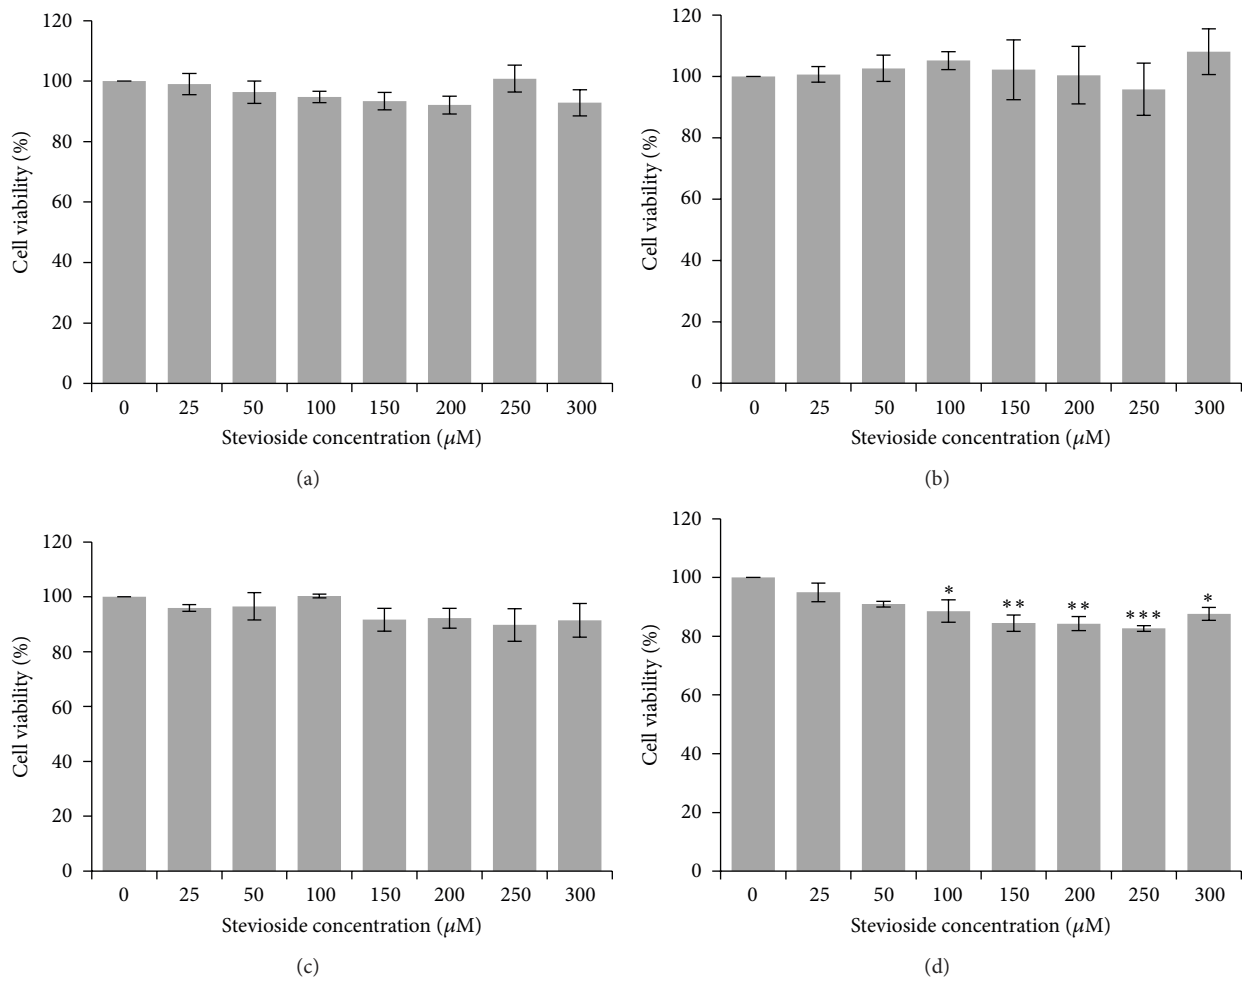 120
100
80
60
40
20
0
Cell viability (%)
0 25 50 100 150 200 250 300
Stevioside concentration (μM)
(a)
120
100
80
60
40
20
0
Cell viability (%)
0 25 50 100 150 200 250 300
Stevioside concentration (μM)
(b)
120
100
80
60
40
20
0
Cell viability (%)
0 25 50 100 150 200 250 300
Stevioside concentration (μM)
(c)
120
100
80
60
40
20
0
Cell viability (%)
* ** ** *** *
0 25 50 100 150 200 250 300
Stevioside concentration (μM)
(d)